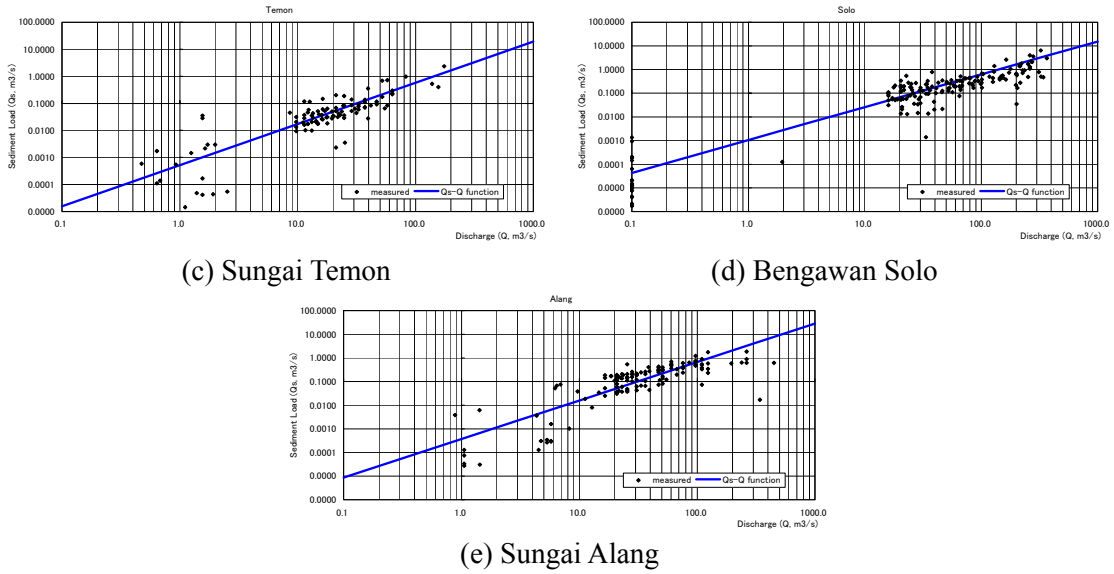 Temon
100.0000
10.0000
1.0000
0.1000
0.0100
0.0010
0.0001
0.0000
Sediment Load (Qs, m3/s)
measured Qs-Q function
0.1 1.0 10.0 100.0 1000.0
Discharge (Q, m3/s)
(c) Sungai Temon
Solo
100.0000
10.0000
1.0000
0.1000
0.0100
0.0010
0.0001
0.0000
Sediment Load (Qs, m3/s)
measured Qs-Q function
0.1 1.0 10.0 100.0 1000.0
Discharge (Q, m3/s)
(d) Bengawan Solo
Alang
100.0000
10.0000
1.0000
0.1000
0.0100
0.0010
0.0001
0.0000
Sediment Load (Qs, m3/s)
measured Qs-Q function
0.1 1.0 10.0 100.0 1000.0
Discharge (Q, m3/s)
(e) Sungai Alang